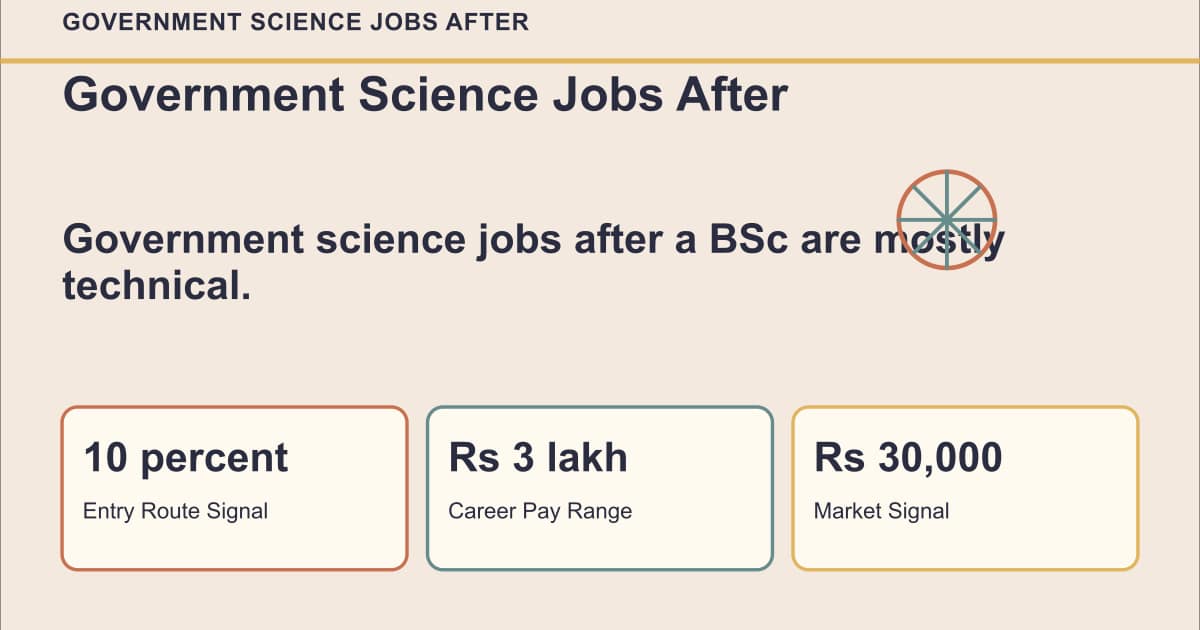 GOVERNMENT SCIENCE JOBS AFTER
Government Science Jobs After
Government science jobs after a BSc are mostly
technical.
10 percent
Entry Route Signal
Rs 3 lakh
Career Pay Range
Rs 30,000
Market Signal